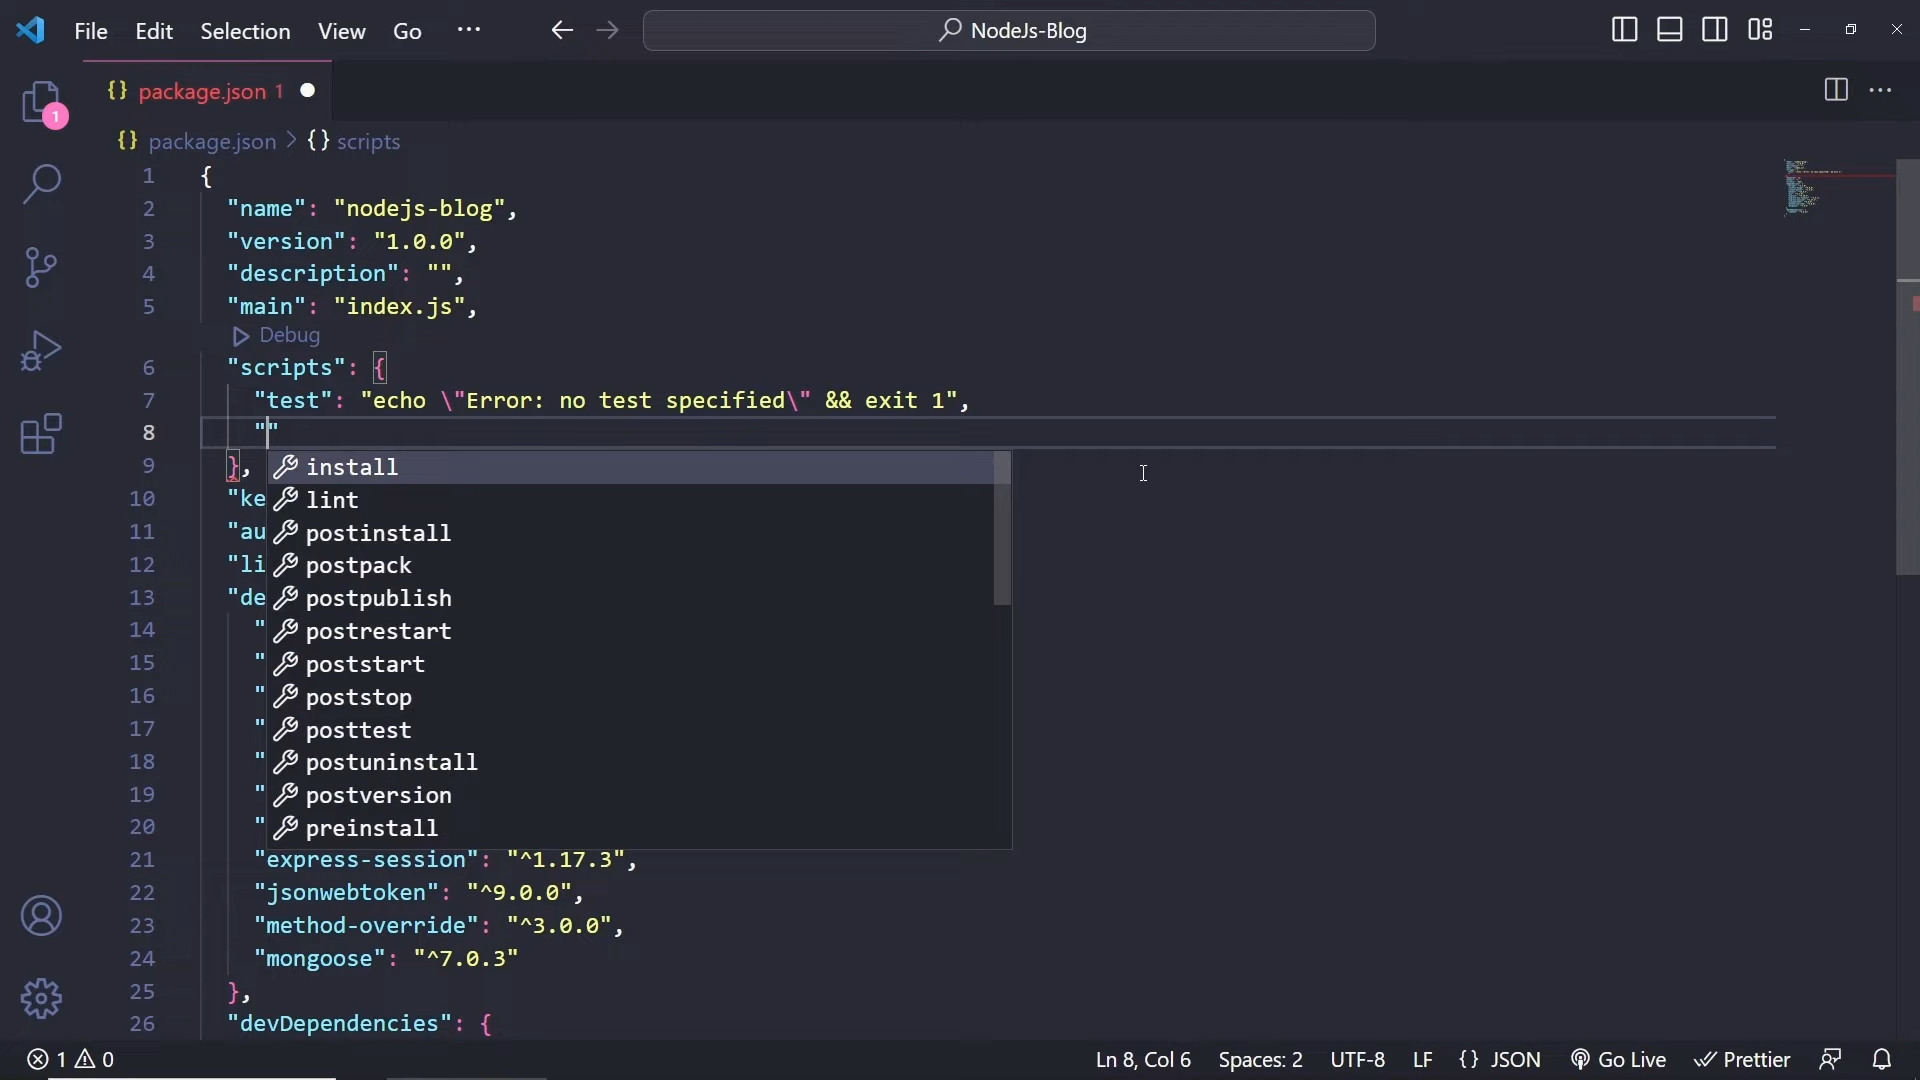 File Edit Selection View Go ··· NodeJs-Blog
1
{} package.json 1
{} package.json > {} scripts
1 {
2 "name": "nodejs-blog",
3 "version": "1.0.0",
4 "description": "",
5 "main": "index.js",
Debug
6 "scripts": {
7 "test": "echo \"Error: no test specified\" && exit 1",
8 ""
9 },
install
10 "ke
lint
11 "au
postinstall
12 "li
postpack
13 "de
postpublish
14 "
postrestart
15 "
poststart
16 "
poststop
17 "
posttest
18 "
postuninstall
19 "
postversion
20 "
preinstall
21 "express-session": "^1.17.3",
22 "jsonwebtoken": "^9.0.0",
23 "method-override": "^3.0.0",
24 "mongoose": "^7.0.3"
25 },
26 "devDependencies": {
1 0 Ln 8, Col 6 Spaces: 2 UTF-8 LF {} JSON Go Live Prettier